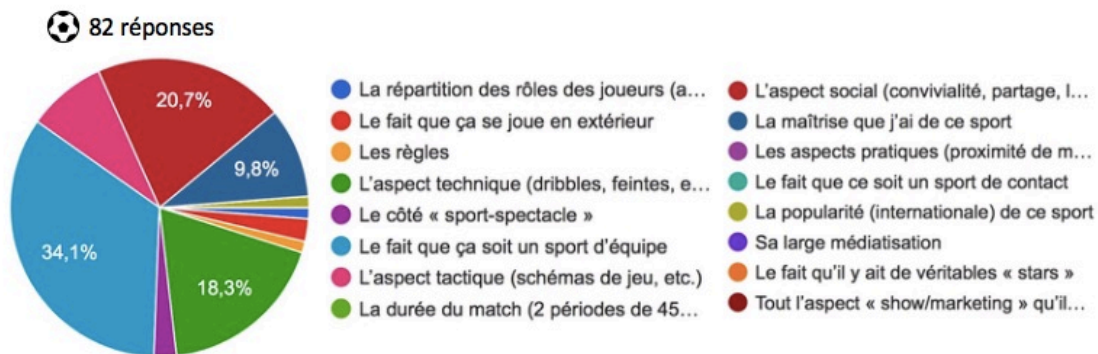 82 réponses
20,7%
9,8%
34,1%
18,3%
La répartition des rôles des joueurs (a...
Le fait que ça se joue en extérieur
Les règles
L'aspect technique (dribbles, feintes, e...
Le côté « sport-spectacle »
Le fait que ça soit un sport d'équipe
L'aspect tactique (schémas de jeu, etc.)
La durée du match (2 périodes de 45...
L'aspect social (convivialité, partage, l...
La maîtrise que j'ai de ce sport
Les aspects pratiques (proximité de m...
Le fait que ce soit un sport de contact
La popularité (internationale) de ce sport
Sa large médiatisation
Le fait qu'il y ait de véritables « stars »
Tout l'aspect « show/marketing » qu'il...